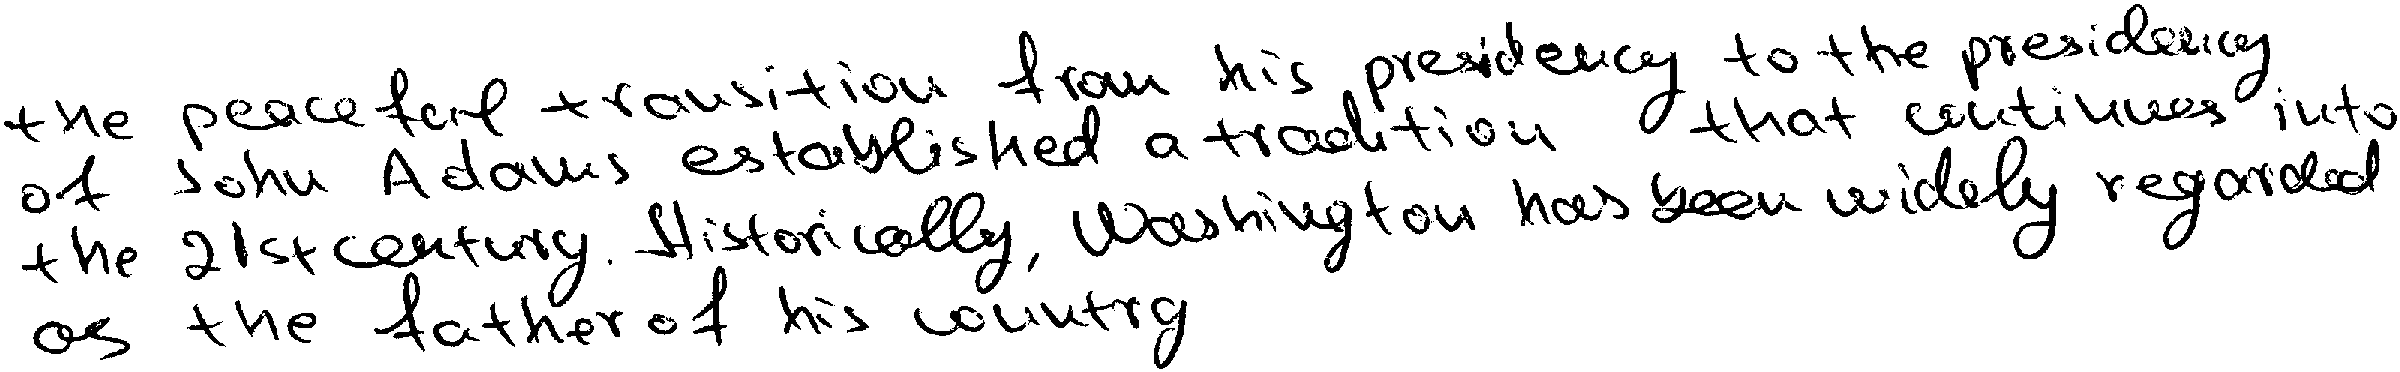 the peaceful transition from his presidency to the presidency
of John Adams established a tradition that continues into
the 21st century. Historically, Washington has been widely regarded
as the father of his country